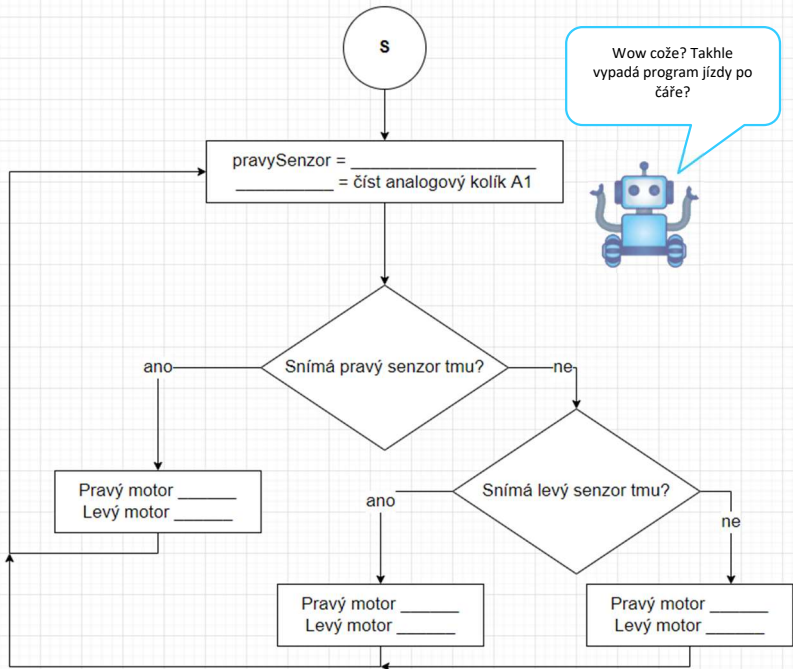 S
Wow cože? Takhle
vypadá program jízdy po
čáře?
pravySenzor = ____________________
__________ = číst analogový kolík A1
Snímá pravý senzor tmu?
ano
ne
Pravý motor ______
Levý motor ______
Snímá levý senzor tmu?
ano
ne
Pravý motor ______
Levý motor ______
Pravý motor ______
Levý motor ______